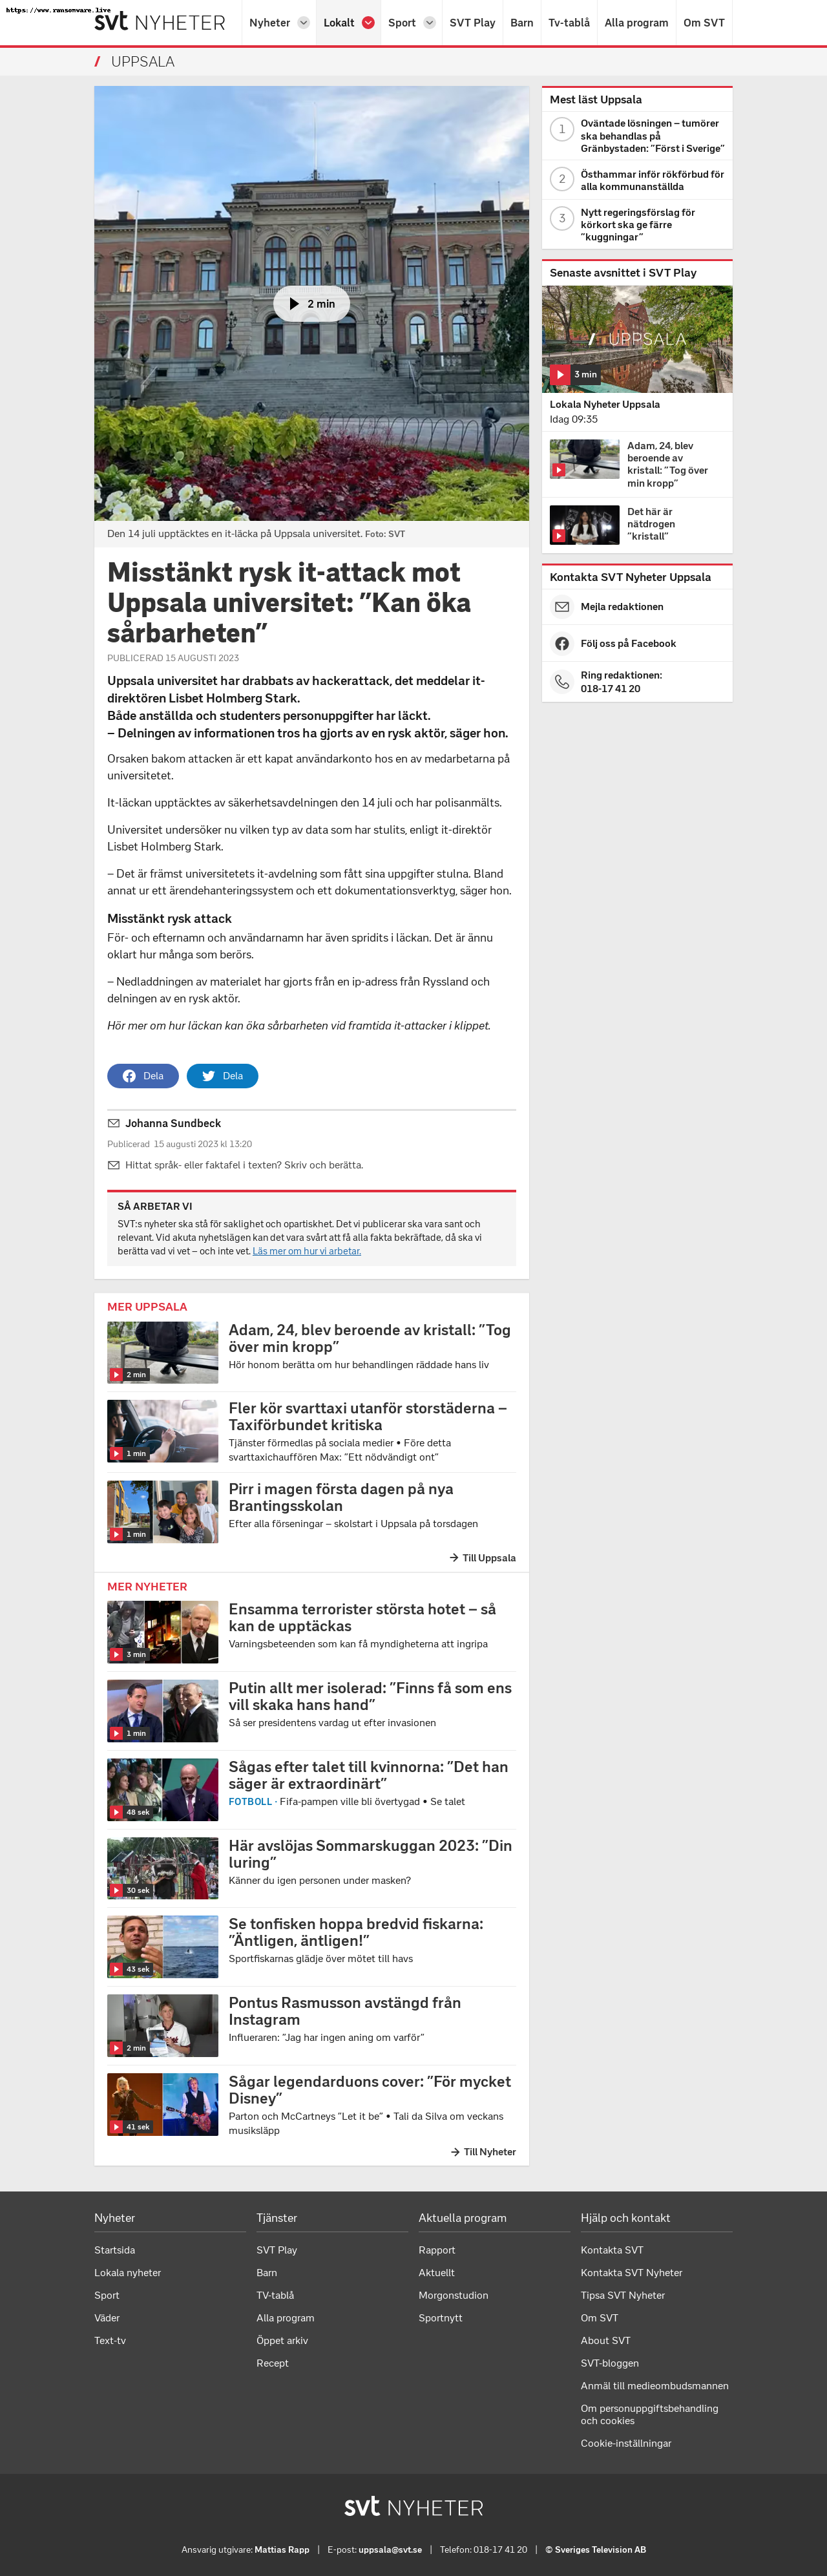 https://www.ransomware.live
svt NYHETER
Nyheter
Lokalt
Sport
SVT Play
Barn
Tv-tablå
Alla program
Om SVT
/ UPPSALA
2 min
Den 14 juli upptäcktes en it-läcka på Uppsala universitet. Foto: SVT
Misstänkt rysk it-attack mot
Uppsala universitet: ”Kan öka
sårbarheten”
PUBLICERAD 15 AUGUSTI 2023
Uppsala universitet har drabbats av hackerattack, det meddelar it-
direktören Lisbet Holmberg Stark.
Både anställda och studenters personuppgifter har läckt.
– Delningen av informationen tros ha gjorts av en rysk aktör, säger hon.
Orsaken bakom attacken är ett kapat användarkonto hos en av medarbetarna på
universitetet.
It-läckan upptäcktes av säkerhetsavdelningen den 14 juli och har polisanmälts.
Universitet undersöker nu vilken typ av data som har stulits, enligt it-direktör
Lisbet Holmberg Stark.
– Det är främst universitetets it-avdelning som fått sina uppgifter stulna. Bland
annat ur ett ärendehanteringssystem och ett dokumentationsverktyg, säger hon.
Misstänkt rysk attack
För- och efternamn och användarnamn har även spridits i läckan. Det är ännu
oklart hur många som berörs.
– Nedladdningen av materialet har gjorts från en ip-adress från Ryssland och
delningen av en rysk aktör.
Hör mer om hur läckan kan öka sårbarheten vid framtida it-attacker i klippet.
Dela
Dela
Johanna Sundbeck
Publicerad 15 augusti 2023 kl 13:20
Hittat språk- eller faktafel i texten? Skriv och berätta.
SÅ ARBETAR VI
SVT:s nyheter ska stå för saklighet och opartiskhet. Det vi publicerar ska vara sant och
relevant. Vid akuta nyhetslägen kan det vara svårt att få alla fakta bekräftade, då ska vi
berätta vad vi vet – och inte vet. Läs mer om hur vi arbetar.
MER UPPSALA
2 min
Adam, 24, blev beroende av kristall: ”Tog
över min kropp”
Hör honom berätta om hur behandlingen räddade hans liv
1 min
Fler kör svarttaxi utanför storstäderna –
Taxiförbundet kritiska
Tjänster förmedlas på sociala medier • Före detta
svarttaxichauffören Max: ”Ett nödvändigt ont”
1 min
Pirr i magen första dagen på nya
Brantingsskolan
Efter alla förseningar – skolstart i Uppsala på torsdagen
→ Till Uppsala
MER NYHETER
3 min
Ensamma terrorister största hotet – så
kan de upptäckas
Varningsbeteenden som kan få myndigheterna att ingripa
1 min
Putin allt mer isolerad: ”Finns få som ens
vill skaka hans hand”
Så ser presidentens vardag ut efter invasionen
48 sek
Sågas efter talet till kvinnorna: ”Det han
säger är extraordinärt”
FOTBOLL · Fifa-pampen ville bli övertygad • Se talet
30 sek
Här avslöjas Sommarskuggan 2023: ”Din
luring”
Känner du igen personen under masken?
43 sek
Se tonfisken hoppa bredvid fiskarna:
”Äntligen, äntligen!”
Sportfiskarnas glädje över mötet till havs
2 min
Pontus Rasmusson avstängd från
Instagram
Influeraren: ”Jag har ingen aning om varför”
41 sek
Sågar legendarduons cover: ”För mycket
Disney”
Parton och McCartneys ”Let it be” • Tali da Silva om veckans
musiksläpp
→ Till Nyheter
Mest läst Uppsala
1
Oväntade lösningen – tumörer
ska behandlas på
Gränbystaden: ”Först i Sverige”
2
Östhammar inför rökförbud för
alla kommunanställda
3
Nytt regeringsförslag för
körkort ska ge färre
”kuggningar”
Senaste avsnittet i SVT Play
/ UPPSALA
3 min
Lokala Nyheter Uppsala
Idag 09:35
Adam, 24, blev
beroende av
kristall: ”Tog över
min kropp”
Det här är
nätdrogen
”kristall”
Kontakta SVT Nyheter Uppsala
Mejla redaktionen
Följ oss på Facebook
Ring redaktionen:
018-17 41 20
Nyheter
Startsida
Lokala nyheter
Sport
Väder
Text-tv
Tjänster
SVT Play
Barn
TV-tablå
Alla program
Öppet arkiv
Recept
Aktuella program
Rapport
Aktuellt
Morgonstudion
Sportnytt
Hjälp och kontakt
Kontakta SVT
Kontakta SVT Nyheter
Tipsa SVT Nyheter
Om SVT
About SVT
SVT-bloggen
Anmäl till medieombudsmannen
Om personuppgiftsbehandling
och cookies
Cookie-inställningar
svt NYHETER
Ansvarig utgivare: Mattias Rapp | E-post: uppsala@svt.se | Telefon: 018-17 41 20 | © Sveriges Television AB